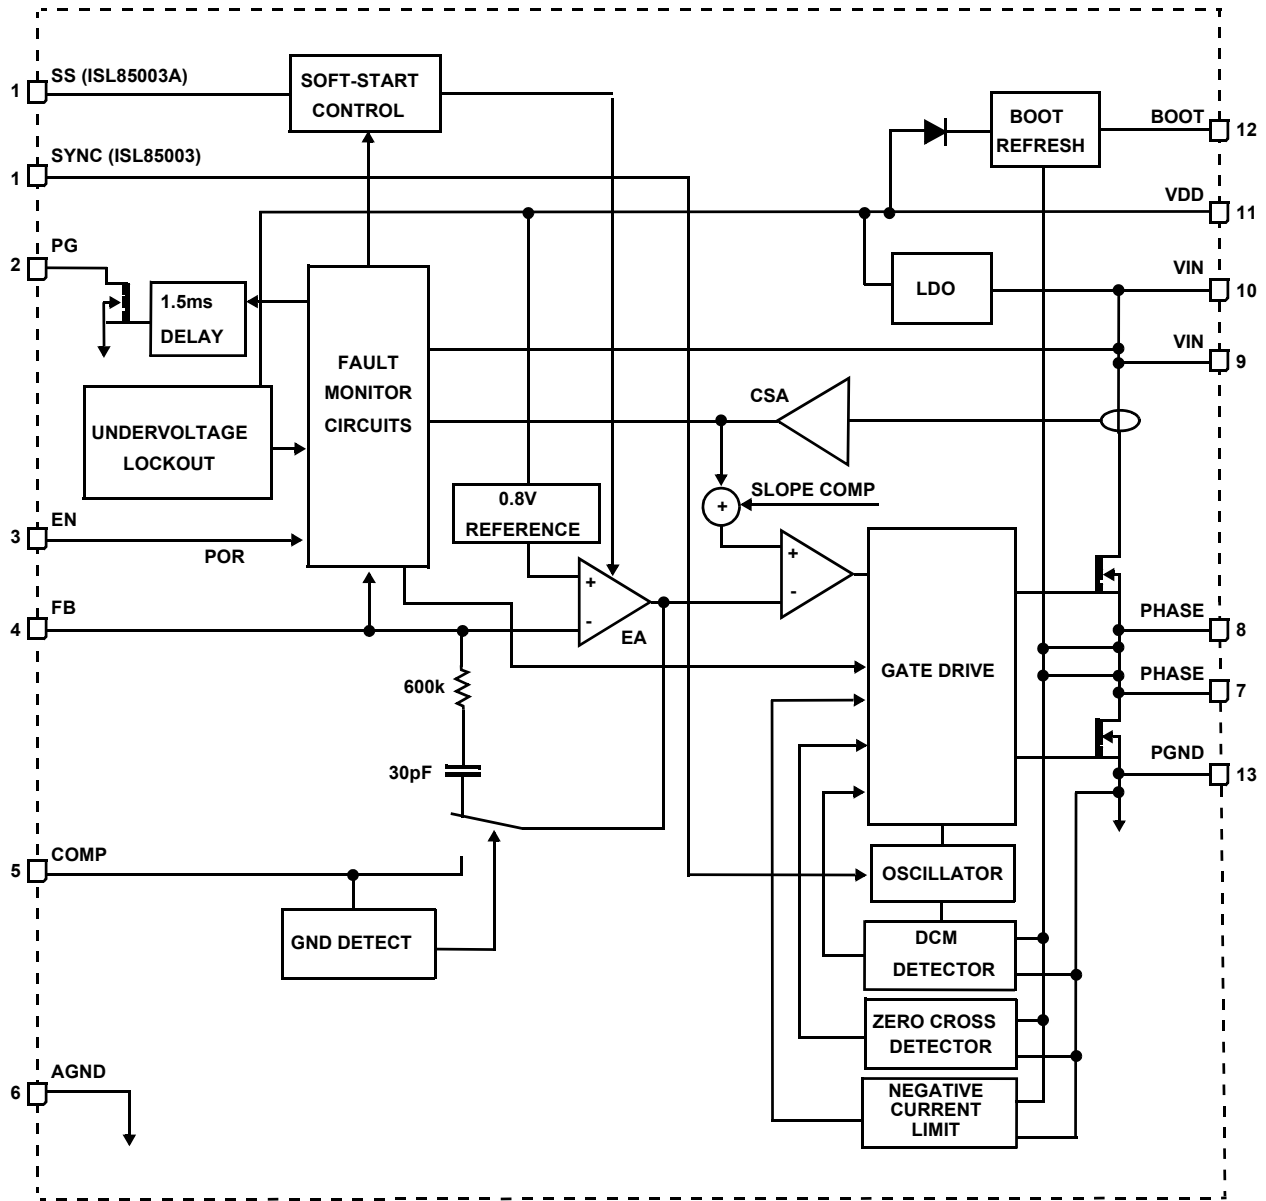 SS (ISL85003A)
1
SOFT-START
CONTROL
SYNC (ISL85003)
1
BOOT
REFRESH
BOOT
12
VDD
11
PG
2
1.5ms
DELAY
LDO
VIN
10
VIN
9
FAULT
MONITOR
CIRCUITS
CSA
UNDERVOLTAGE
LOCKOUT
0.8V
REFERENCE
+
SLOPE COMP
EN
3
POR
+
-
EA
+
-
FB
4
GATE DRIVE
PHASE
8
PHASE
7
600k
30pF
PGND
13
COMP
5
GND DETECT
OSCILLATOR
DCM
DETECTOR
ZERO CROSS
DETECTOR
NEGATIVE
CURRENT
LIMIT
AGND
6